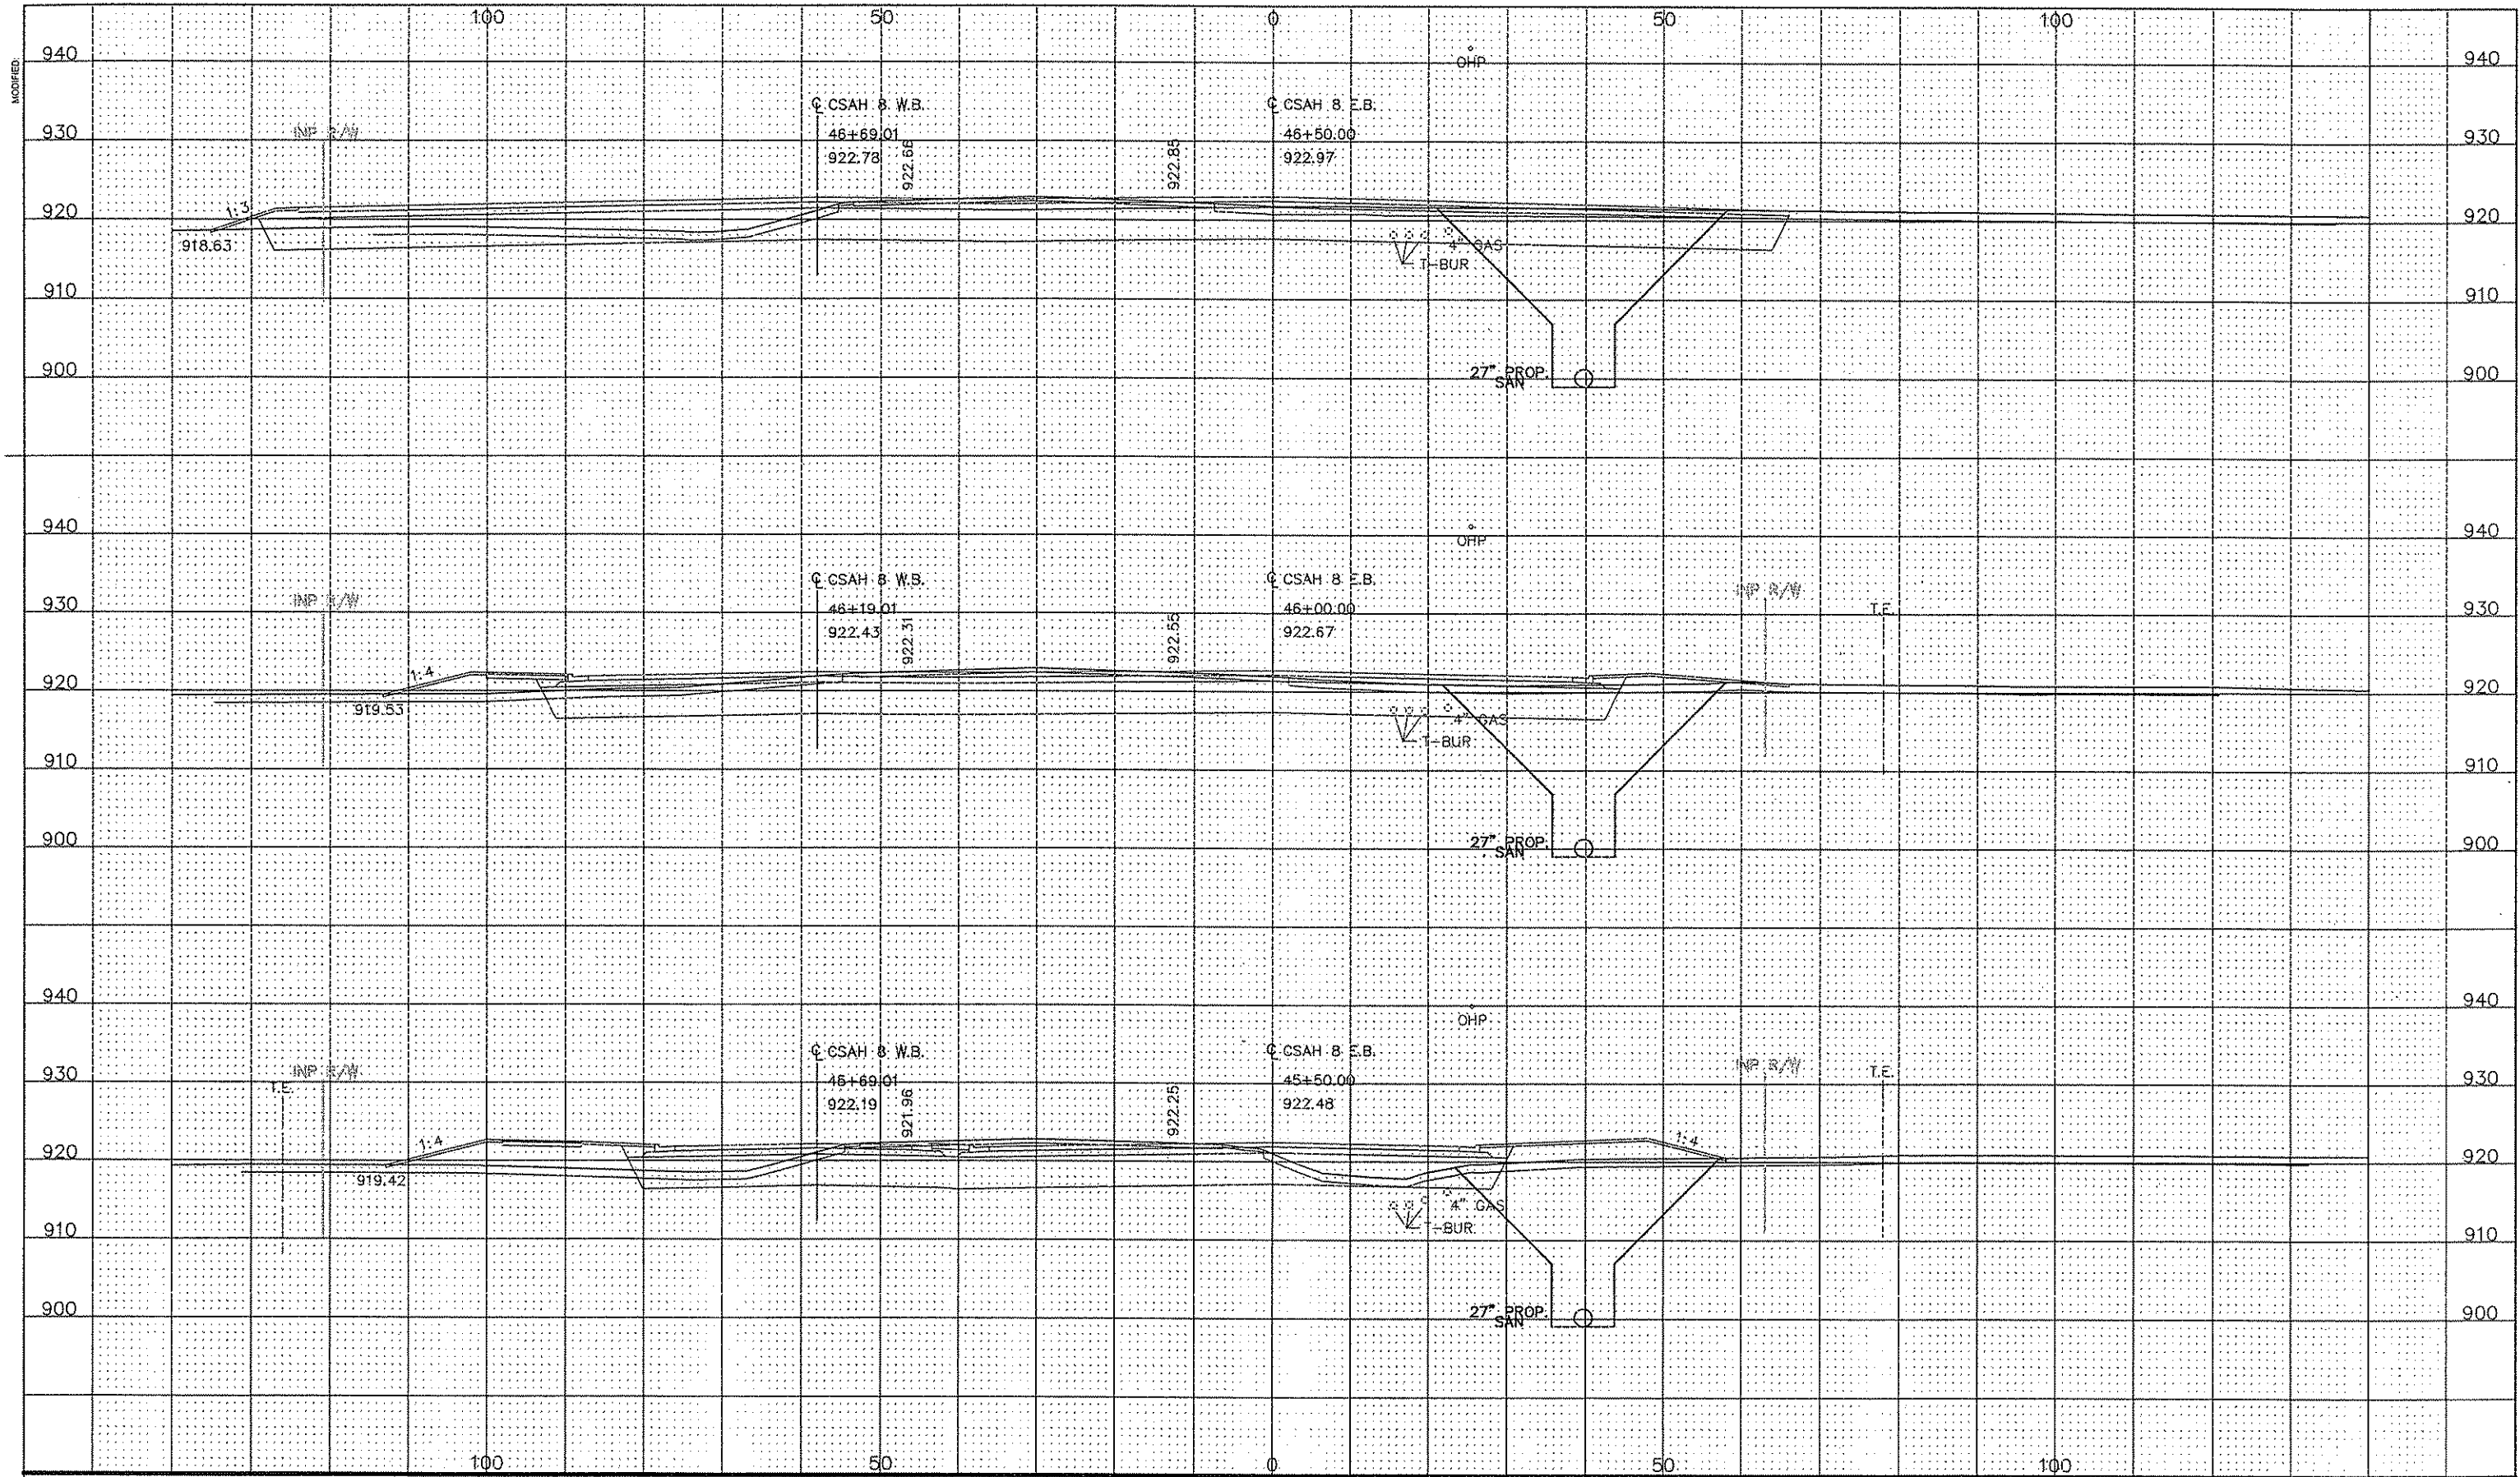 100 50 0 50 100
MODIFIED:
940 OHP 940
℄ CSAH 8 W.B. ℄ CSAH 8 E.B.
930 INP R/W 46+69.01 46+50.00 930
922.78 922.66 922.85 922.97
920 1:3 920
918.63 4" GAS
T-BUR
910 910
27" PROP.
900 SAN 900
940 OHP 940
℄ CSAH 8 W.B. ℄ CSAH 8 E.B.
930 INP R/W 46+19.01 46+00.00 INP R/W T.E. 930
922.43 922.31 922.55 922.67
920 1:4 920
919.53 4" GAS
T-BUR
910 910
27" PROP.
900 SAN 900
940 OHP 940
℄ CSAH 8 W.B. ℄ CSAH 8 E.B.
930 T.E. INP R/W 45+69.01 45+50.00 INP R/W T.E. 930
922.19 921.96 922.25 922.48
920 1:4 1:4 920
919.42 4" GAS
T-BUR
910 910
27" PROP.
900 SAN 900
100 50 0 50 100